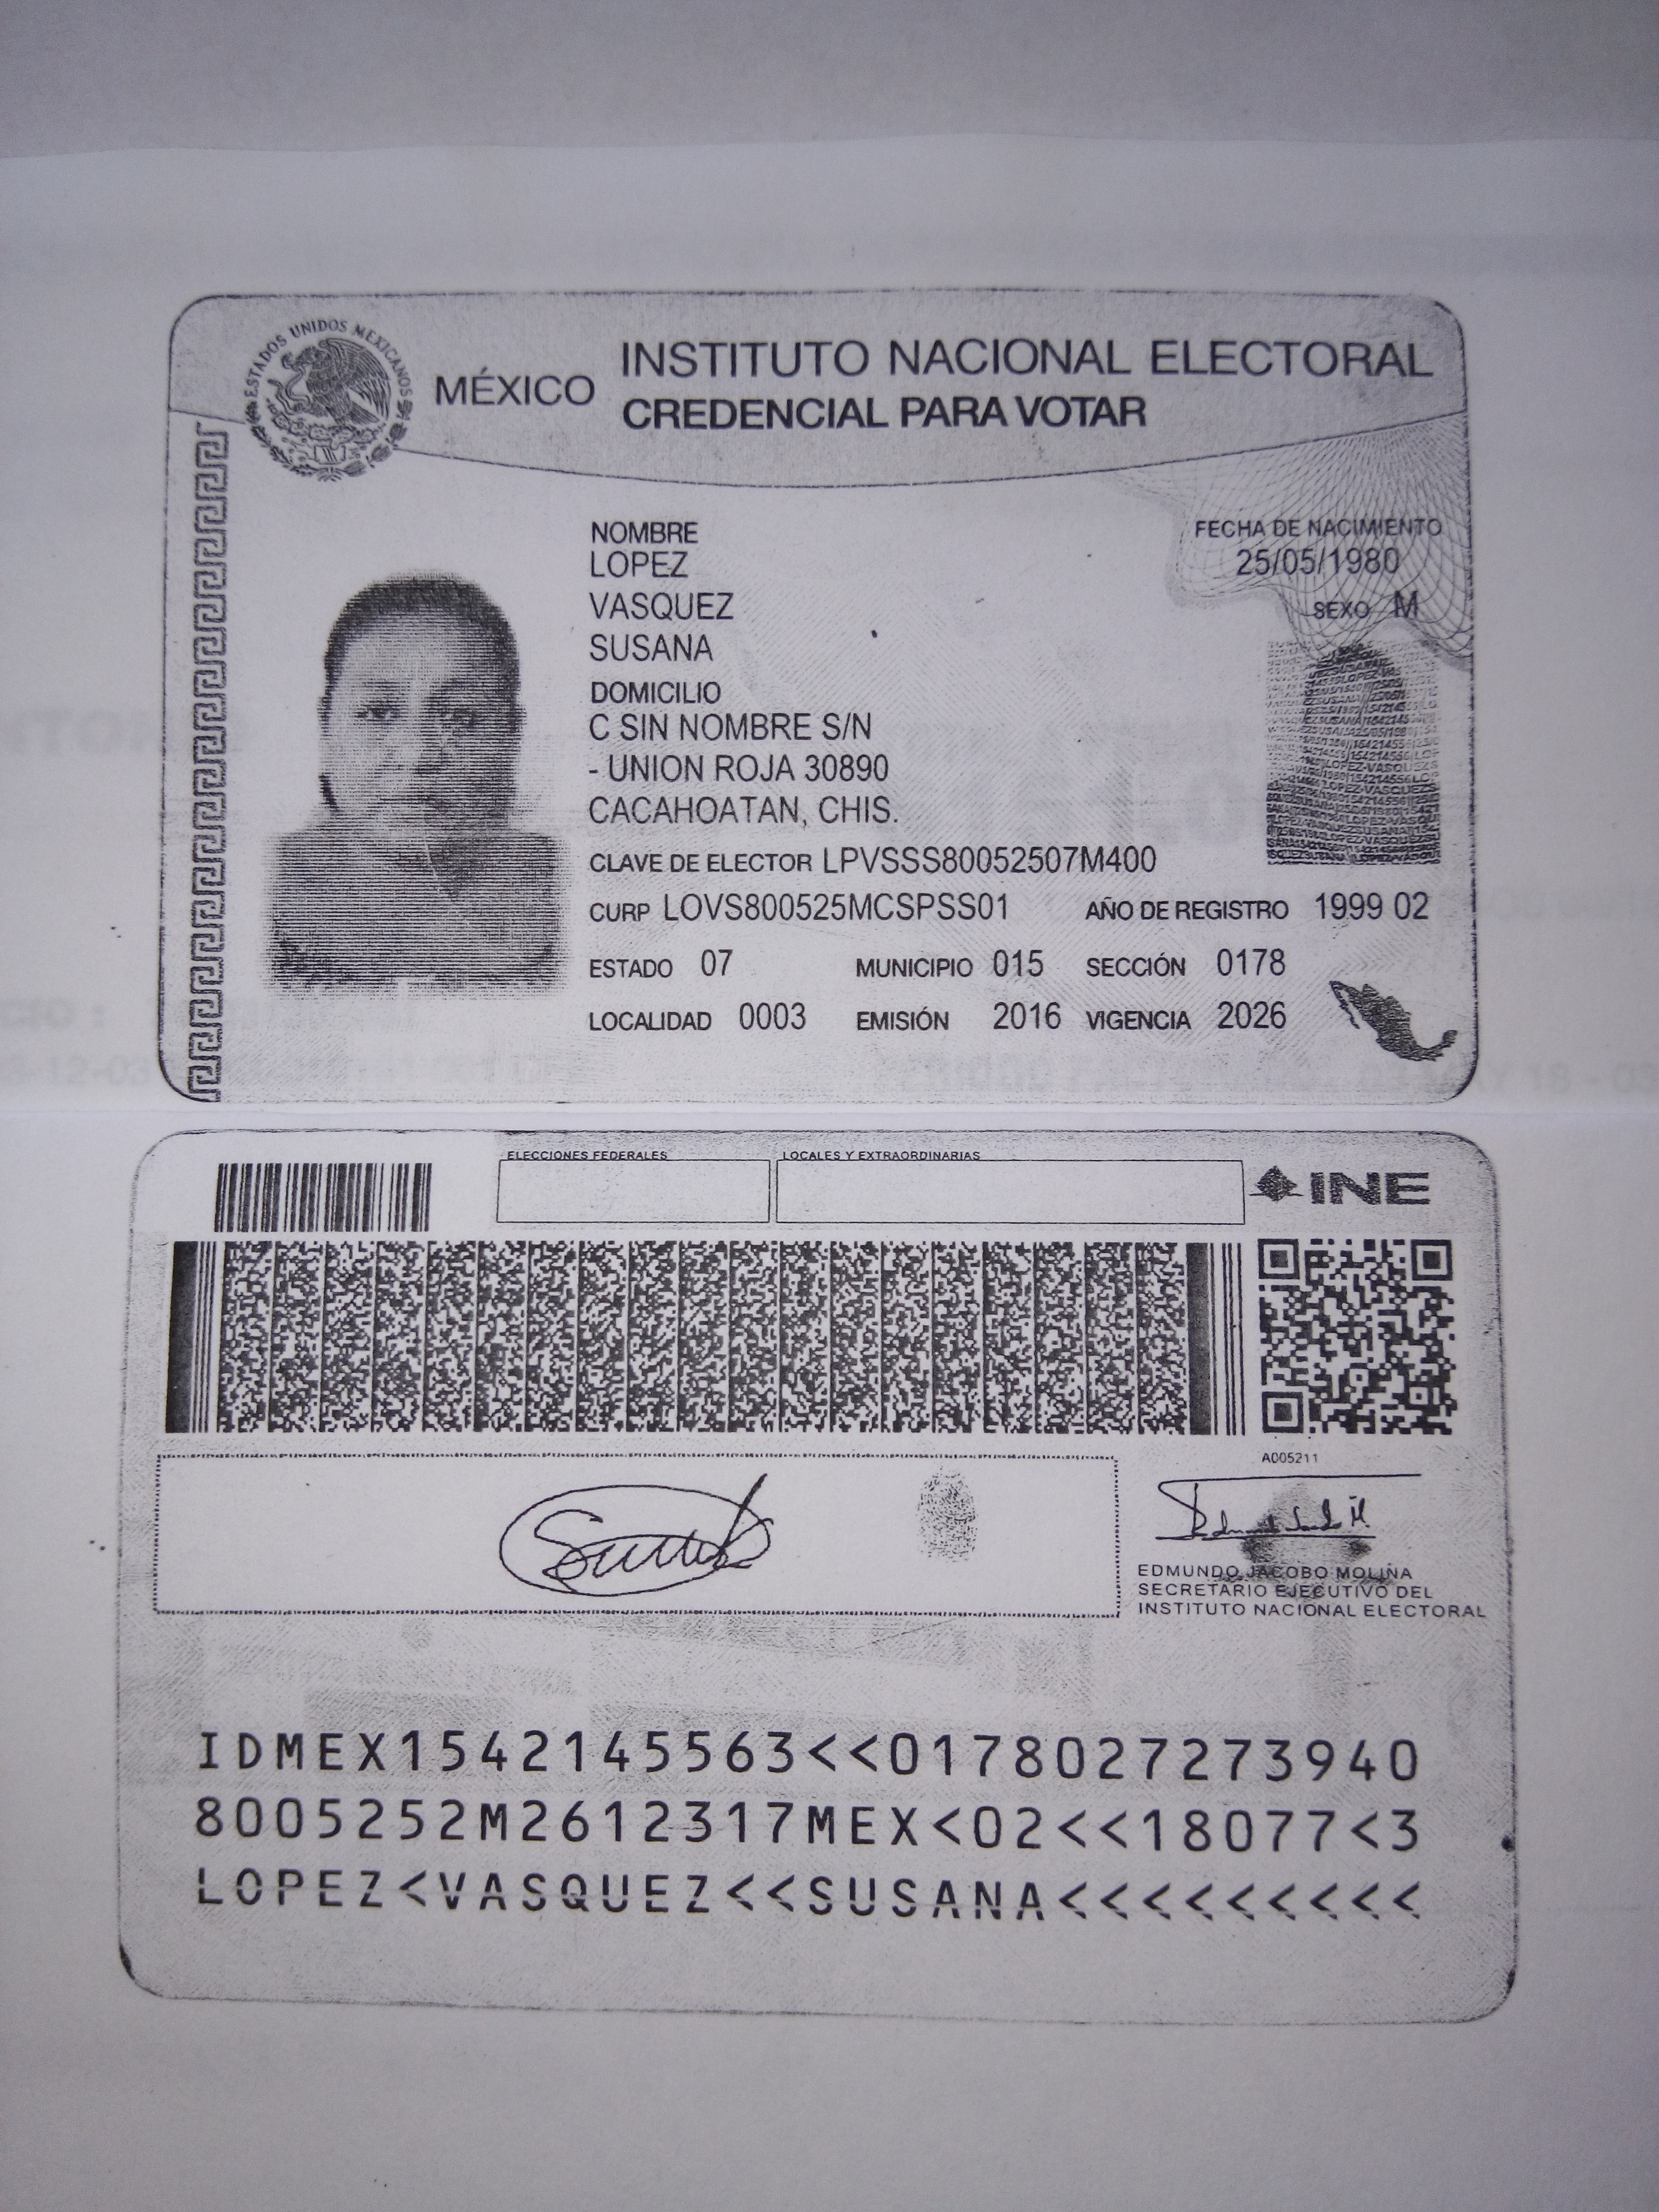 ESTADOS UNIDOS MEXICANOS
MÉXICO
INSTITUTO NACIONAL ELECTORAL
CREDENCIAL PARA VOTAR
NOMBRE
LOPEZ
VASQUEZ
SUSANA
FECHA DE NACIMIENTO
25/05/1980
SEXO M
DOMICILIO
C SIN NOMBRE S/N
- UNION ROJA 30890
CACAHOATAN, CHIS.
CLAVE DE ELECTOR LPVSSS80052507M400
CURP LOVS800525MCSPSS01 AÑO DE REGISTRO 1999 02
ESTADO 07 MUNICIPIO 015 SECCIÓN 0178
LOCALIDAD 0003 EMISIÓN 2016 VIGENCIA 2026
ELECCIONES FEDERALES LOCALES Y EXTRAORDINARIAS
INE
A005211
EDMUNDO JACOBO MOLINA
SECRETARIO EJECUTIVO DEL
INSTITUTO NACIONAL ELECTORAL
IDMEX1542145563<<0178027273940
8005252M2612317MEX<02<<18077<3
LOPEZ<VASQUEZ<<SUSANA<<<<<<<<<